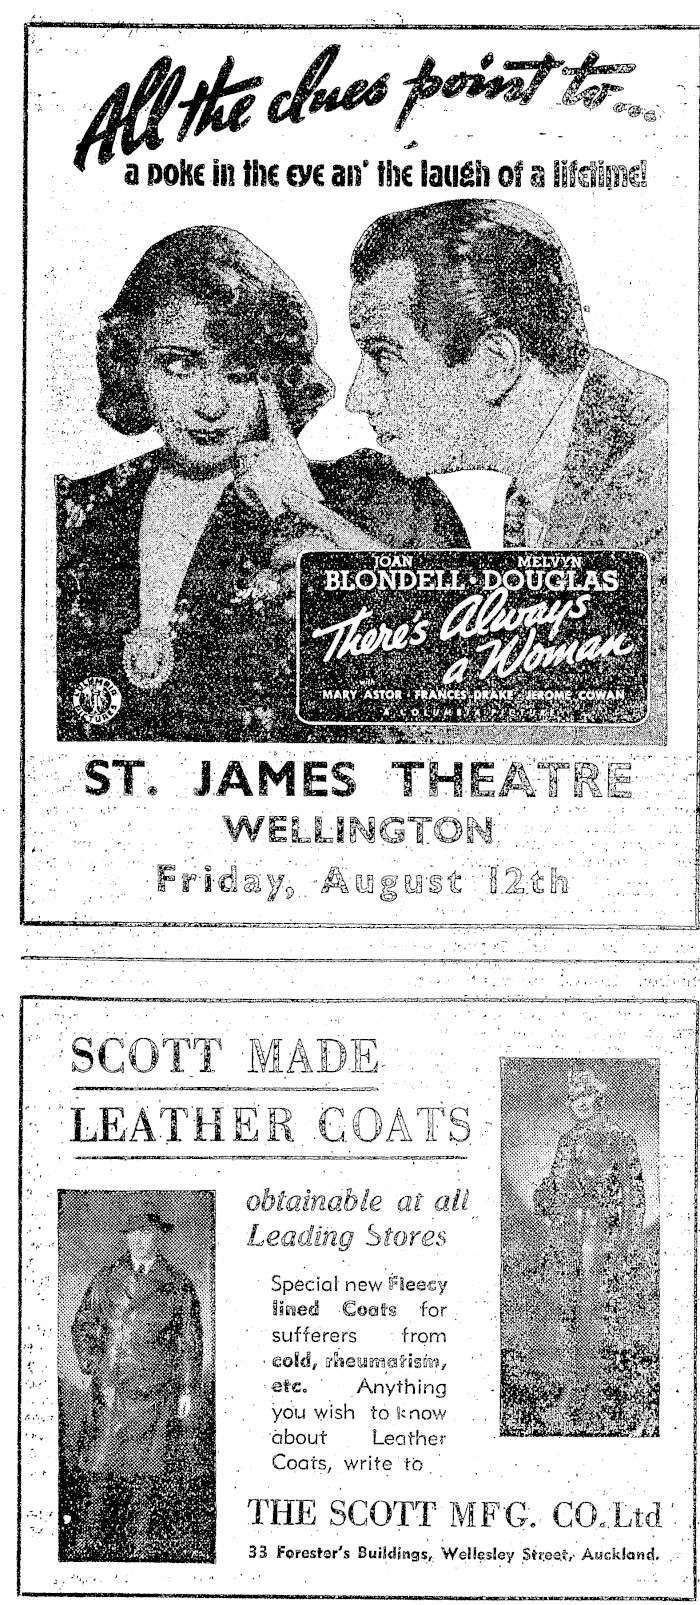 All the clues point to...
a poke in the eye an' the laugh of a lifetime!
JOAN MELVYN
BLONDELL · DOUGLAS
There's Always
a Woman
with
MARY ASTOR · FRANCES DRAKE · JEROME COWAN
A COLUMBIA PICTURE
COLUMBIA PICTURES
ST. JAMES THEATRE
WELLINGTON
Friday, August 12th
SCOTT MADE
LEATHER COATS
obtainable at all
Leading Stores
Special new Fleecy
lined Coats for
sufferers from
cold, rheumatism,
etc. Anything
you wish to know
about Leather
Coats, write to
THE SCOTT MFG. CO. Ltd
33 Forester's Buildings, Wellesley Street, Auckland.